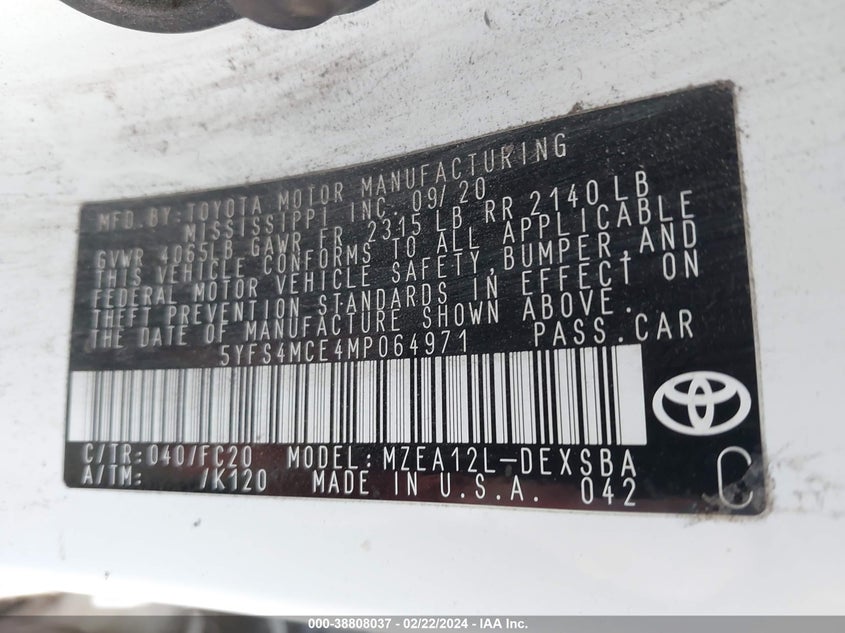 MFD. BY: TOYOTA MOTOR MANUFACTURING
MISSISSIPPI INC. 09/20
GVWR 4065LB GAWR FR 2315 LB RR 2140 LB
THIS VEHICLE CONFORMS TO ALL APPLICABLE
FEDERAL MOTOR VEHICLE SAFETY, BUMPER, AND
THEFT PREVENTION STANDARDS IN EFFECT ON
THE DATE OF MANUFACTURE SHOWN ABOVE.
5YFS4MCE4MP064971 PASS. CAR
C/TR: 040/FC20 MODEL: MZEA12L-DEXSBA
A/TM: /K120 MADE IN U.S.A. 042 C
000-38808037 - 02/22/2024 - IAA Inc.